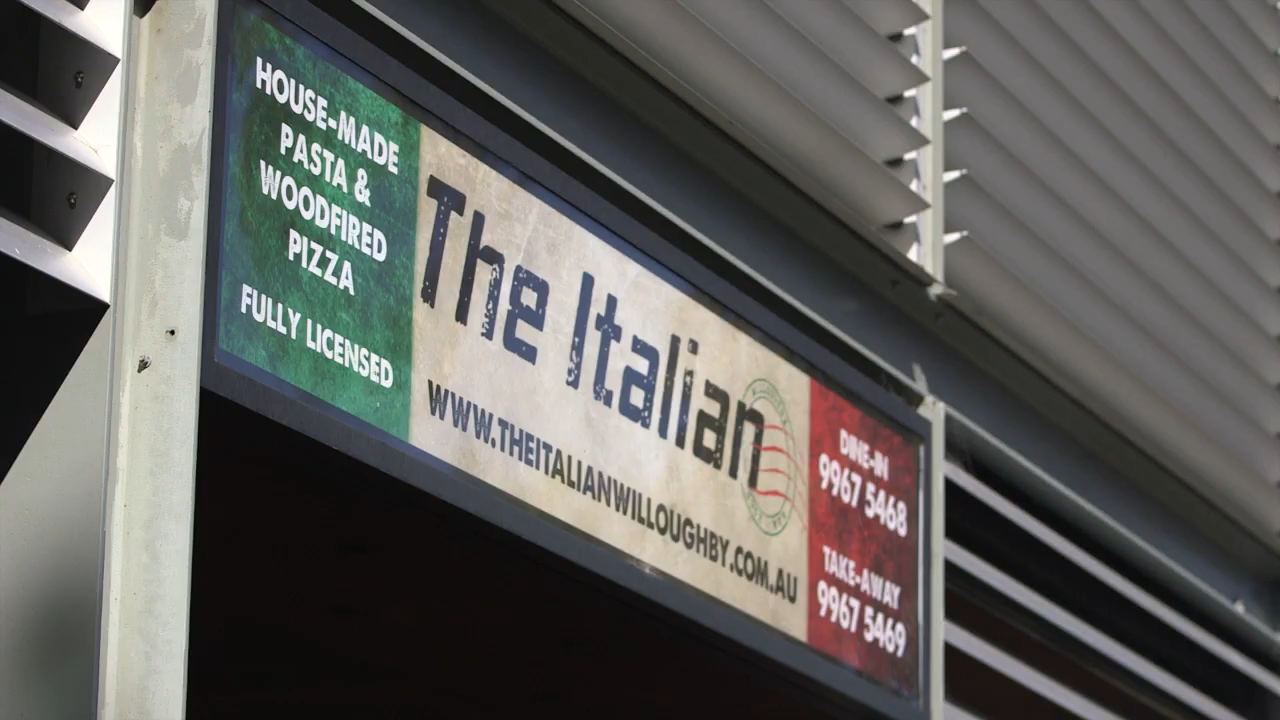 HOUSE-MADE
PASTA &
WOODFIRED
PIZZA
FULLY LICENSED
The Italian
WWW.THEITALIANWILLOUGHBY.COM.AU
DINE-IN
9967 5468
TAKE-AWAY
9967 5469